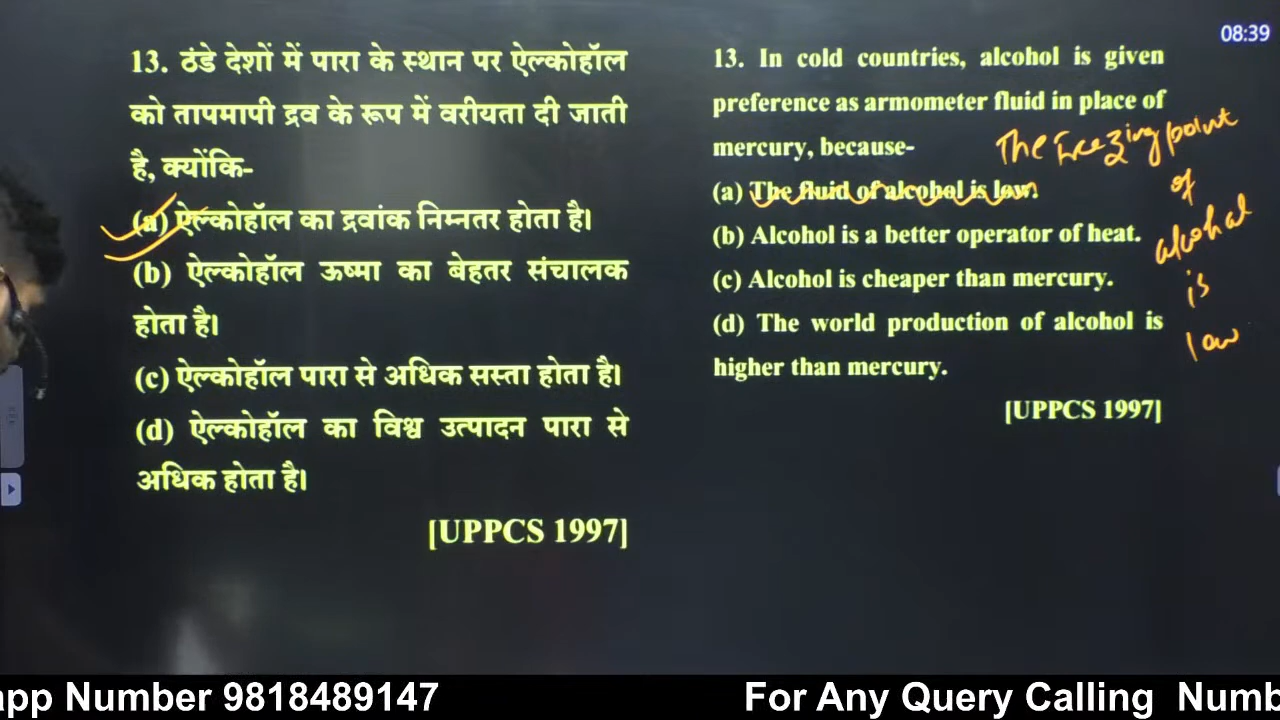 08:39
13. ठंडे देशों में पारा के स्थान पर ऐल्कोहॉल
को तापमापी द्रव के रूप में वरीयता दी जाती
है, क्योंकि-
(a) ऐल्कोहॉल का द्रवांक निम्नतर होता है।
(b) ऐल्कोहॉल ऊष्मा का बेहतर संचालक
होता है।
(c) ऐल्कोहॉल पारा से अधिक सस्ता होता है।
(d) ऐल्कोहॉल का विश्व उत्पादन पारा से
अधिक होता है।
[UPPCS 1997]
13. In cold countries, alcohol is given
preference as armometer fluid in place of
mercury, because-
(a) The fluid of alcohol is low.
(b) Alcohol is a better operator of heat.
(c) Alcohol is cheaper than mercury.
(d) The world production of alcohol is
higher than mercury.
[UPPCS 1997]
The Freezing point
of
alcohal
is
low
app Number 9818489147
For Any Query Calling Numb